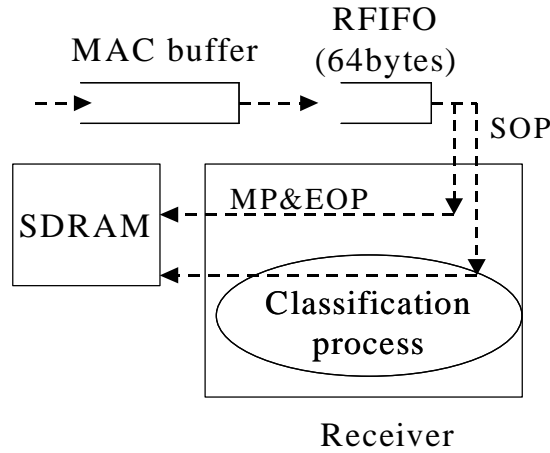 MAC buffer
RFIFO
(64bytes)
SOP
MP&EOP
SDRAM
Classification
process
Receiver